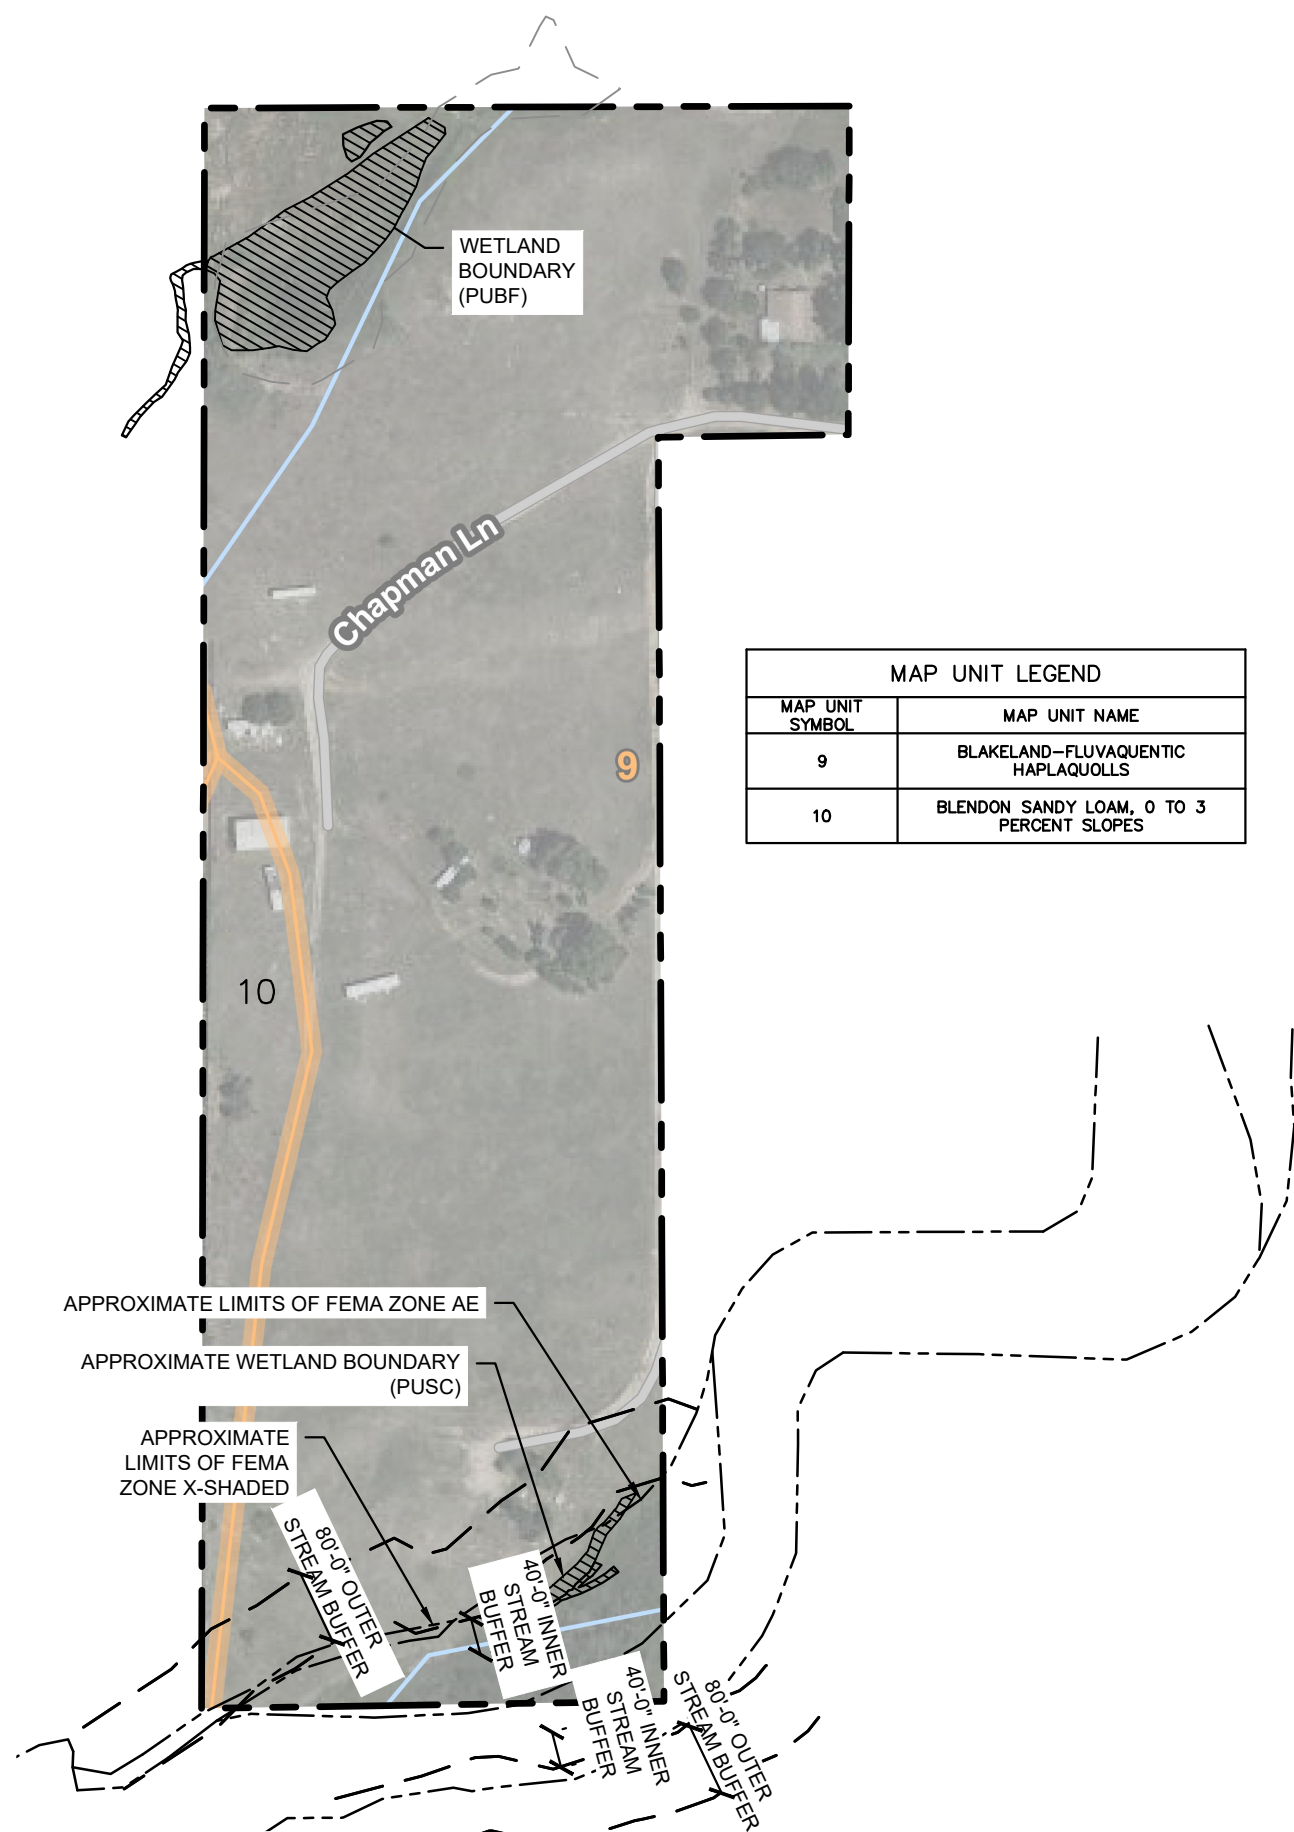 WETLAND
BOUNDARY
(PUBF)
Chapman Ln
MAP UNIT LEGEND
MAP UNIT
SYMBOL
MAP UNIT NAME
9
BLAKELAND-FLUVAQUENTIC
HAPLAQUOLLS
10
BLENDON SANDY LOAM, 0 TO 3
PERCENT SLOPES
9
10
APPROXIMATE LIMITS OF FEMA ZONE AE
APPROXIMATE WETLAND BOUNDARY
(PUSC)
APPROXIMATE
LIMITS OF FEMA
ZONE X-SHADED
80'-0" OUTER
STREAM BUFFER
40'-0" INNER
STREAM
BUFFER
40'-0" INNER
STREAM
BUFFER
80'-0" OUTER
STREAM BUFFER